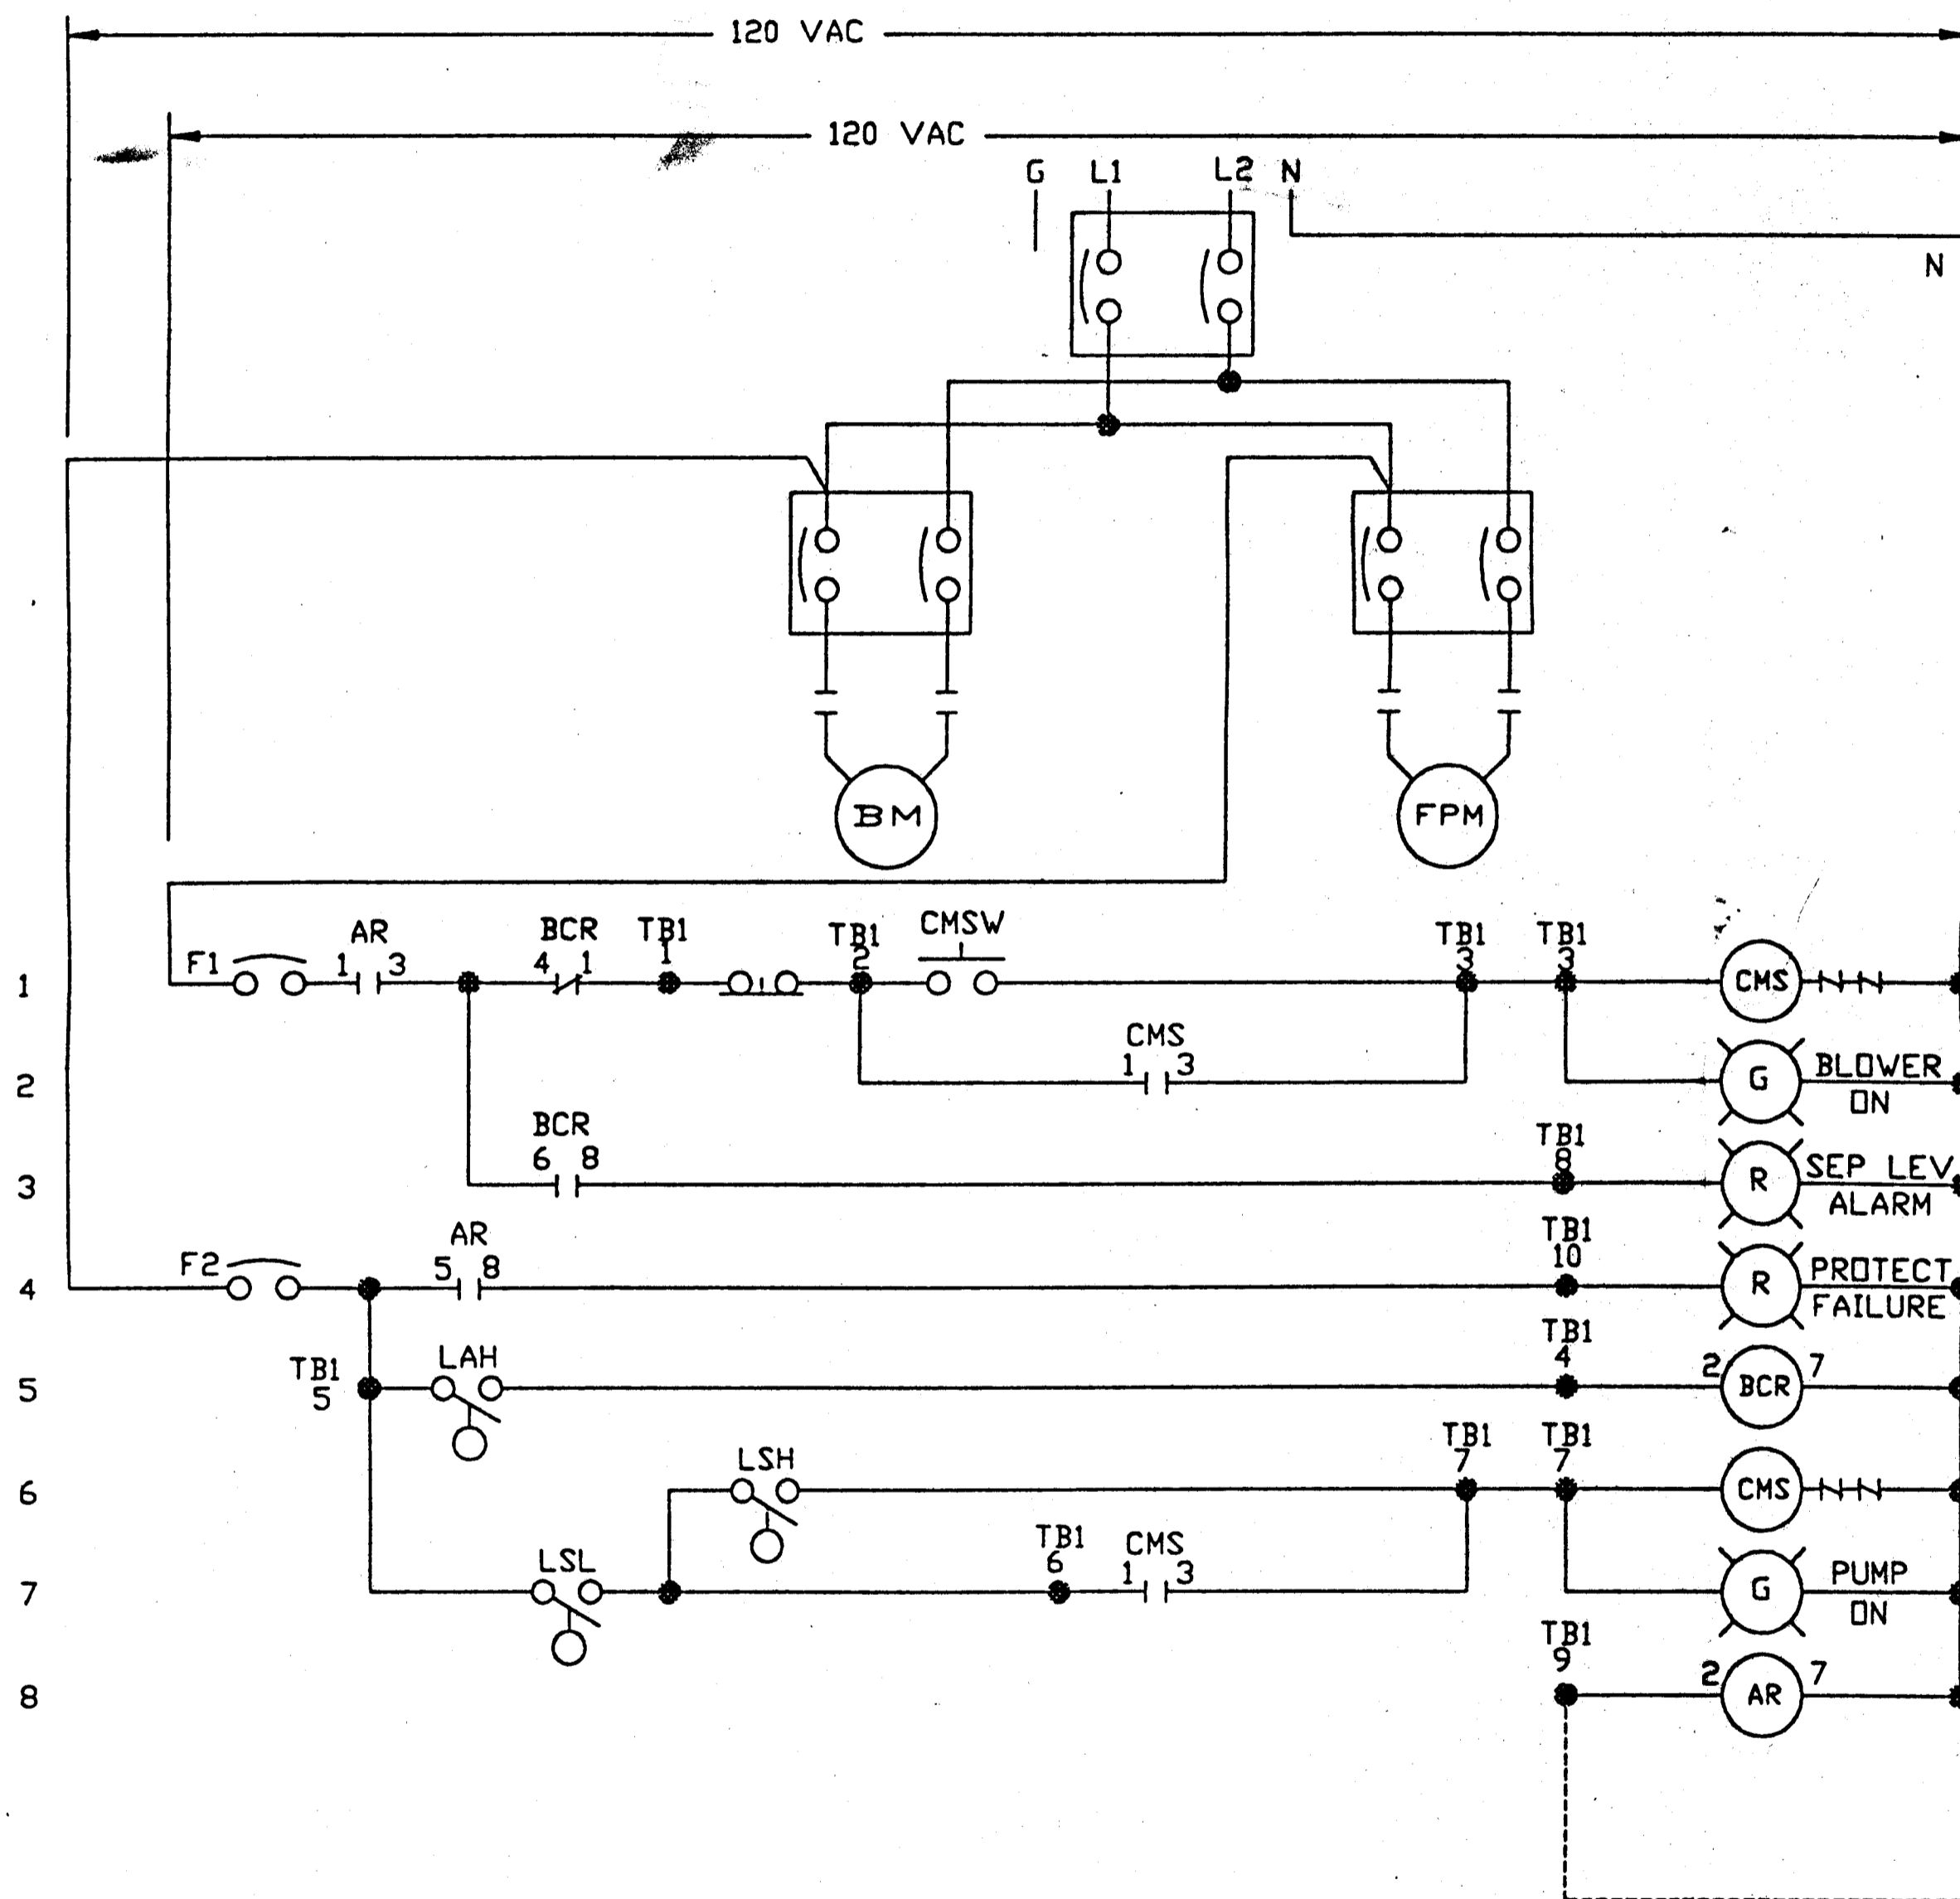 120 VAC
120 VAC
G L1 L2 N
N
BM FPM
AR BCR TB1 TB1 CMSW TB1 TB1
F1 1 3 4 1 1 2 3 3
1 CMS
CMS
1 3
BLOWER
2 G
ON
BCR TB1
6 8 8
SEP LEV
3 R
ALARM
AR TB1
F2 5 8 10
PROTECT
4 R
FAILURE
TB1
LAH 4
TB1 2 7
5 5 BCR
LSH TB1 TB1
7 7
6 CMS
TB1 CMS
LSL 6 1 3
PUMP
7 G
ON
TB1
9
2 7
8 AR